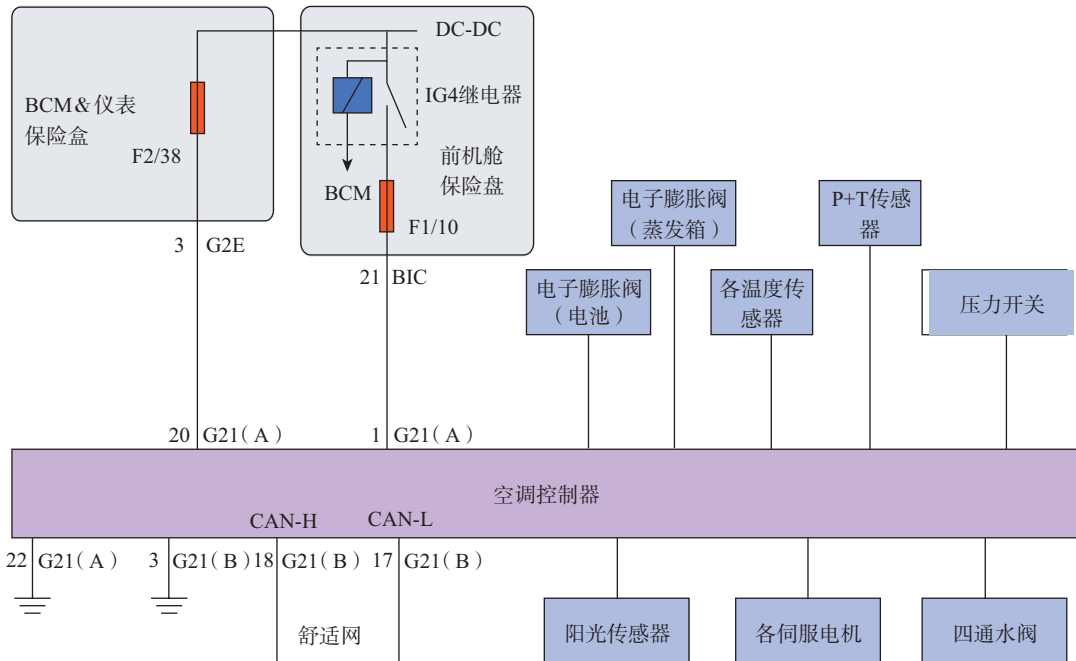 DC-DC
BCM&仪表
保险盒
F2/38
IG4继电器
前机舱
保险盘
BCM
F1/10
3 G2E
21 BIC
电子膨胀阀
（蒸发箱）
P+T传感
器
电子膨胀阀
（电池）
各温度传
感器
压力开关
20 G21(A)
1 G21(A)
空调控制器
CAN-H
CAN-L
22 G21(A)
3 G21(B)
18 G21(B)
17 G21(B)
舒适网
阳光传感器
各伺服电机
四通水阀